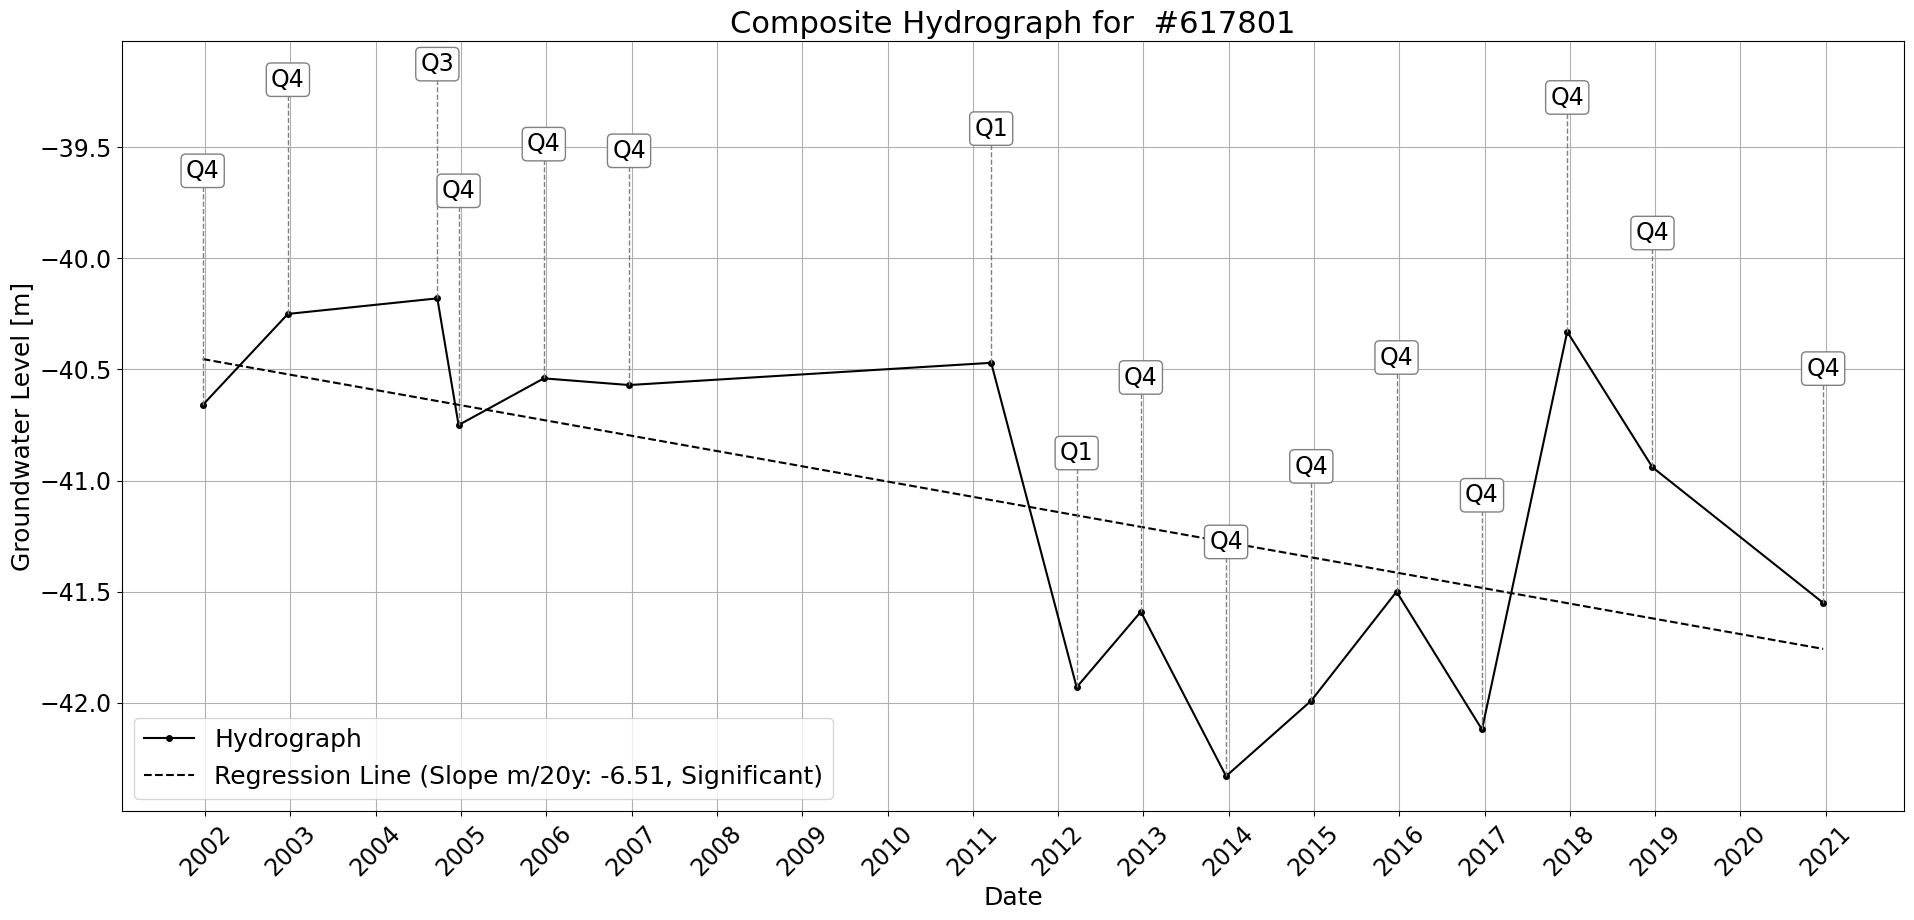 Composite Hydrograph for #617801
Q3
Q4
Q4
Q1
Q4
Q4
Q4
Q4
Q4
Q4
Q4
Q4
Q4
Q1
Q4
Q4
Q4
−39.5
−40.0
−40.5
−41.0
−41.5
−42.0
Groundwater Level [m]
Hydrograph
Regression Line (Slope m/20y: -6.51, Significant)
2002
2003
2004
2005
2006
2007
2008
2009
2010
2011
2012
2013
2014
2015
2016
2017
2018
2019
2020
2021
Date